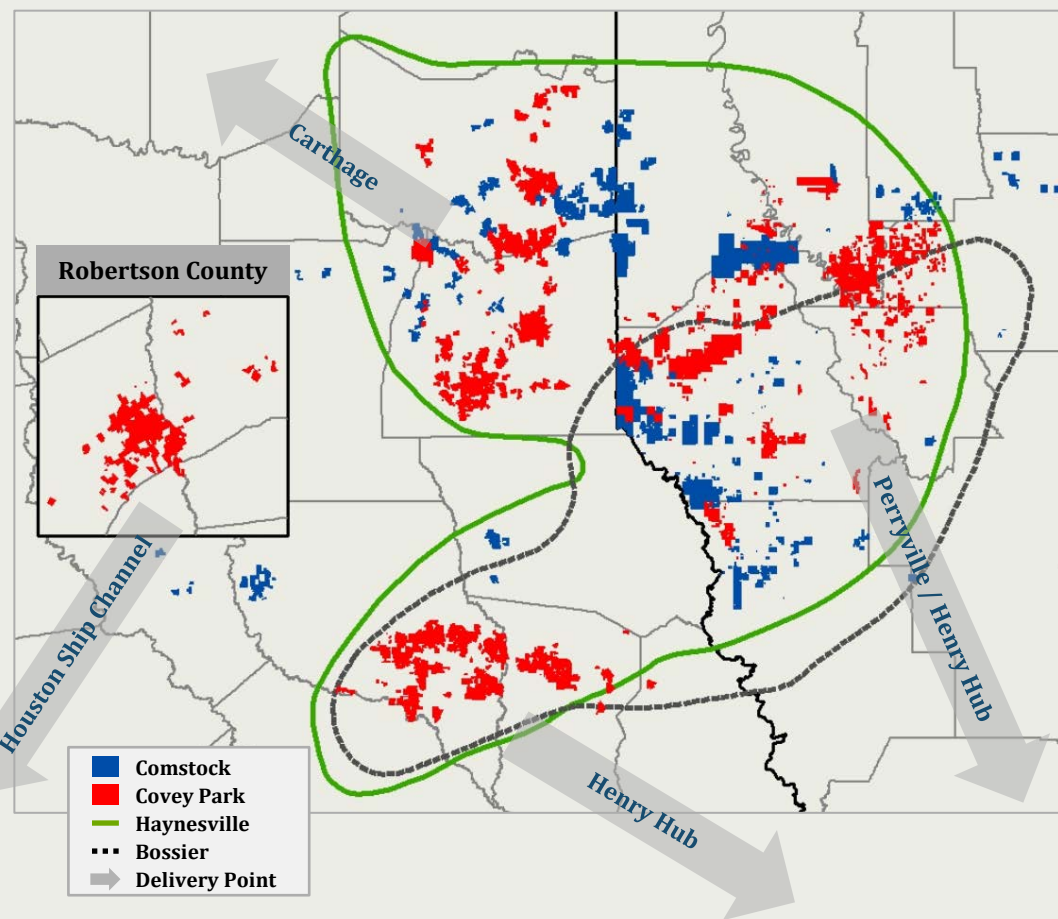 Carthage
Robertson County
Houston Ship Channel
Perryville / Henry Hub
Henry Hub
Comstock
Covey Park
Haynesville
Bossier
Delivery Point